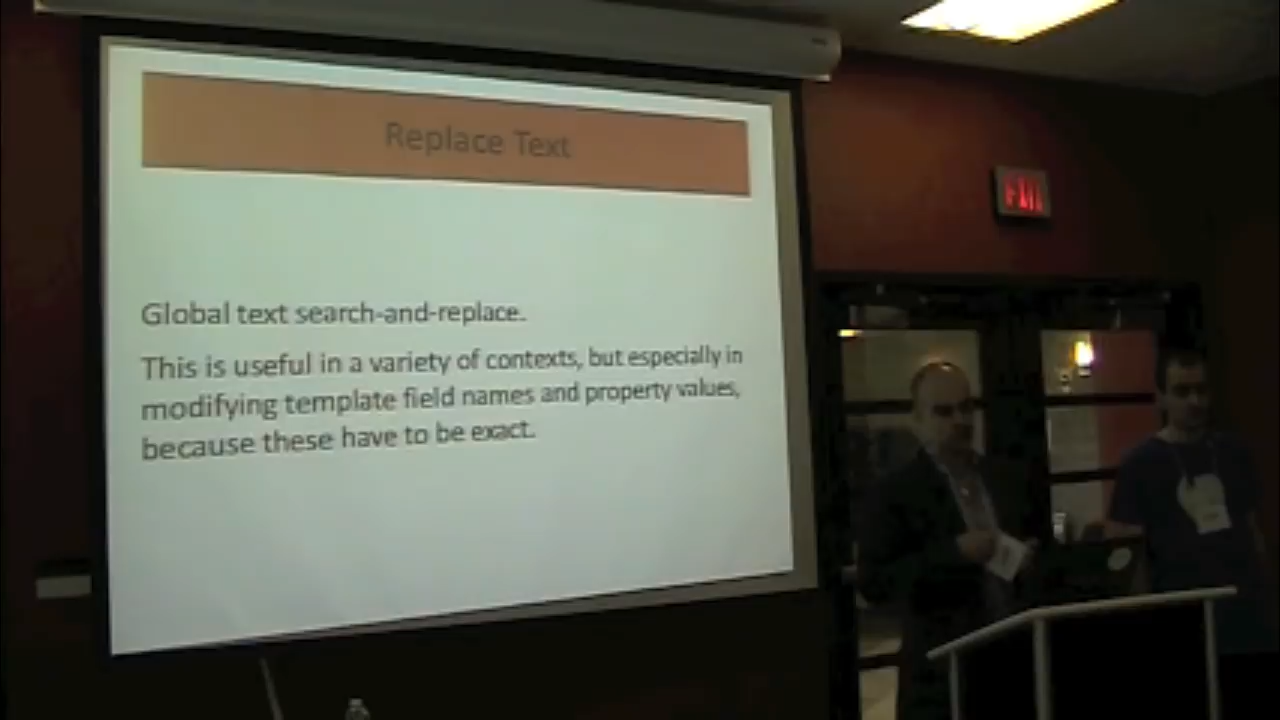 Replace Text
Global text search-and-replace.
This is useful in a variety of contexts, but especially in
modifying template field names and property values,
because these have to be exact.
EXIT